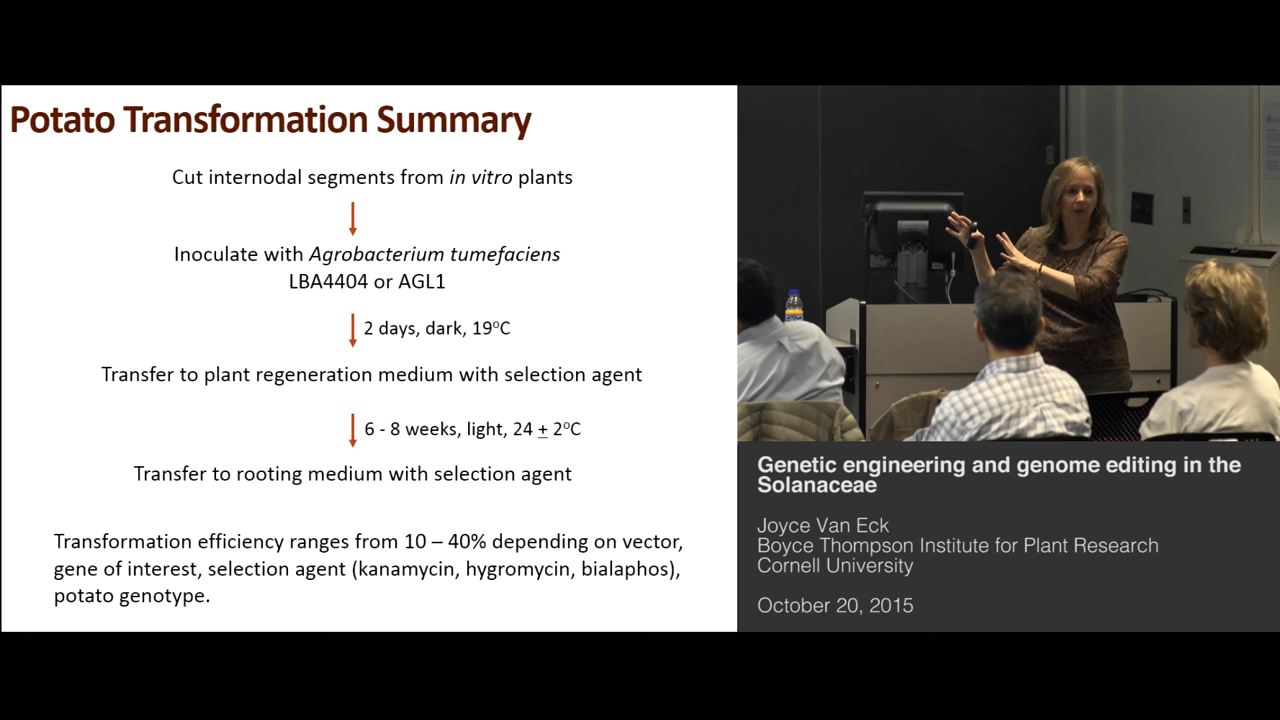 Potato Transformation Summary
Cut internodal segments from in vitro plants
Inoculate with Agrobacterium tumefaciens
LBA4404 or AGL1
2 days, dark, 19ºC
Transfer to plant regeneration medium with selection agent
6 - 8 weeks, light, 24 ± 2ºC
Transfer to rooting medium with selection agent
Transformation efficiency ranges from 10 – 40% depending on vector,
gene of interest, selection agent (kanamycin, hygromycin, bialaphos),
potato genotype.
Genetic engineering and genome editing in the
Solanaceae
Joyce Van Eck
Boyce Thompson Institute for Plant Research
Cornell University
October 20, 2015